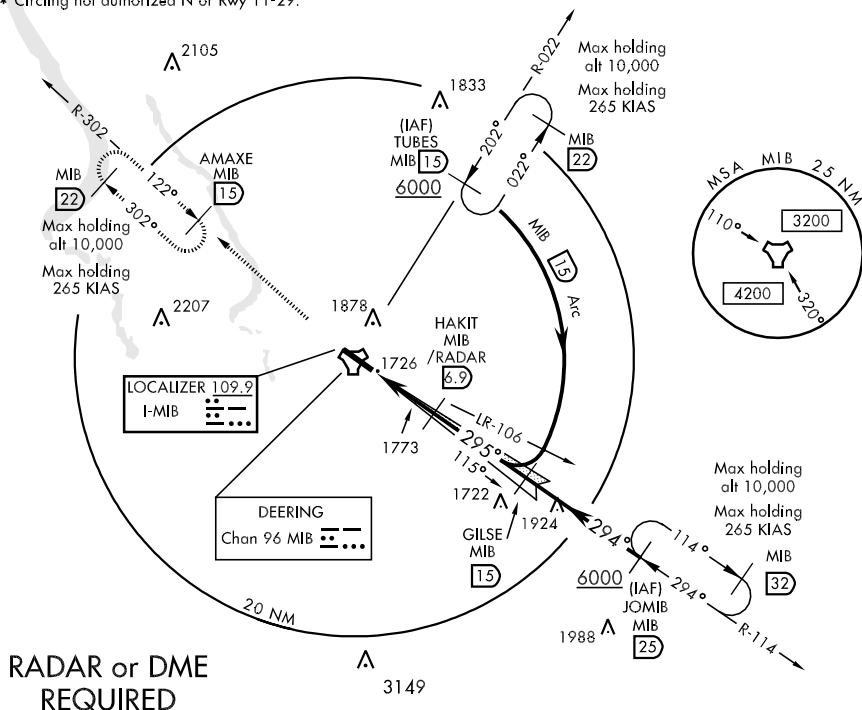 * Circling not authorized N of Rwy 11-29.
2105
R-022
Max holding
alt 10,000
Max holding
265 KIAS
1833
(IAF)
TUBES
MIB 15
6000
202°
022°
MIB
22
R-302
MIB
22
122°
302°
AMAXE
MIB
15
Max holding
alt 10,000
Max holding
265 KIAS
MSA MIB 25 NM
110°
3200
4200
320°
MIB 15 Arc
2207
1878
HAKIT
MIB
/RADAR
6.9
1726
LOCALIZER 109.9
I-MIB
1773
LR-106
295°
115°
1722
1924
GILSE
MIB
15
DEERING
Chan 96 MIB
294°
Max holding
alt 10,000
Max holding
265 KIAS
MIB
32
114°
294°
6000
(IAF)
JOMIB
MIB
25
R-114
1988
20 NM
3149
RADAR or DME
REQUIRED